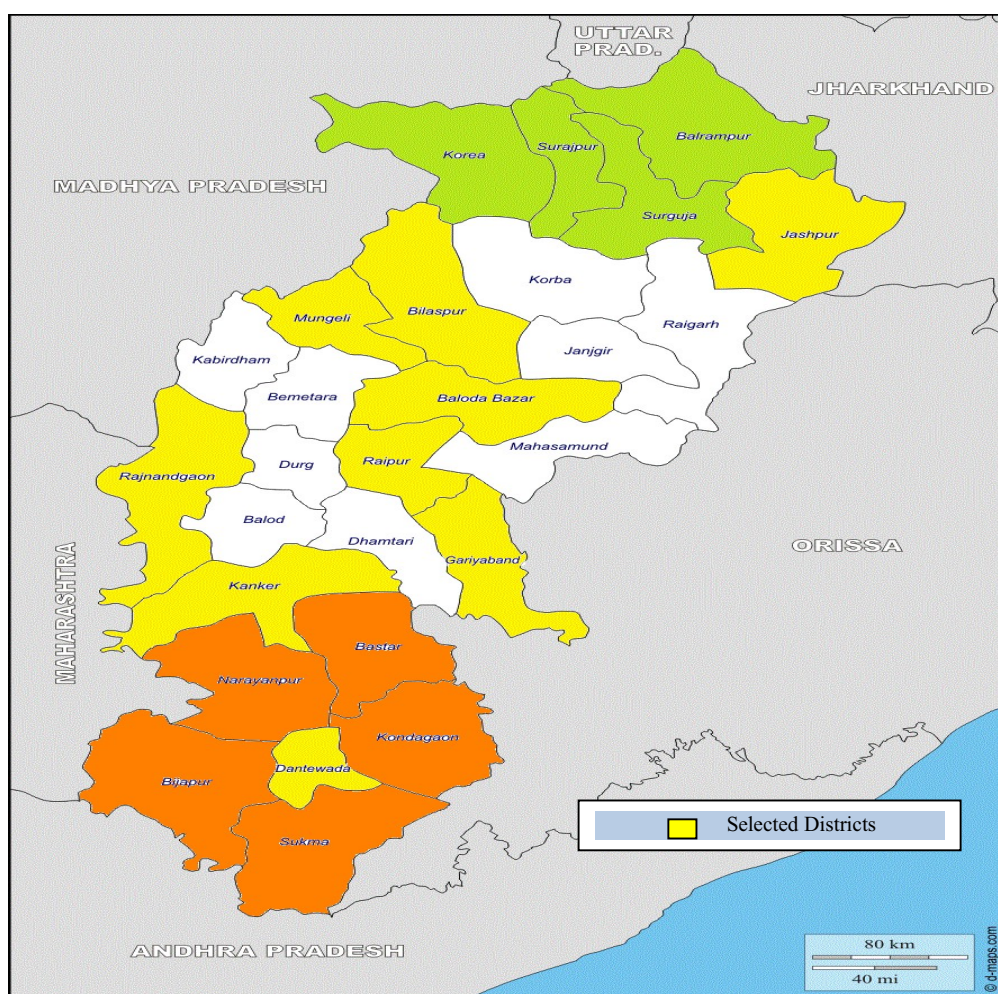 UTTAR
PRAD.
JHARKHAND
Balrampur
Surajpur
Korea
MADHYA PRADESH
Surguja
Jashpur
Korba
Bilaspur
Mungeli
Raigarh
Janjgir
Kabirdham
Bemetara
Baloda Bazar
Mahasamund
Raipur
Durg
Rajnandgaon
Balod
Dhamtari
ORISSA
Gariyaband
Kanker
MAHARASHTRA
Bastar
Narayanpur
Kondagaon
Dantewada
Bijapur
Selected Districts
Sukma
ANDHRA PRADESH
80 km
40 mi
© d-maps.com